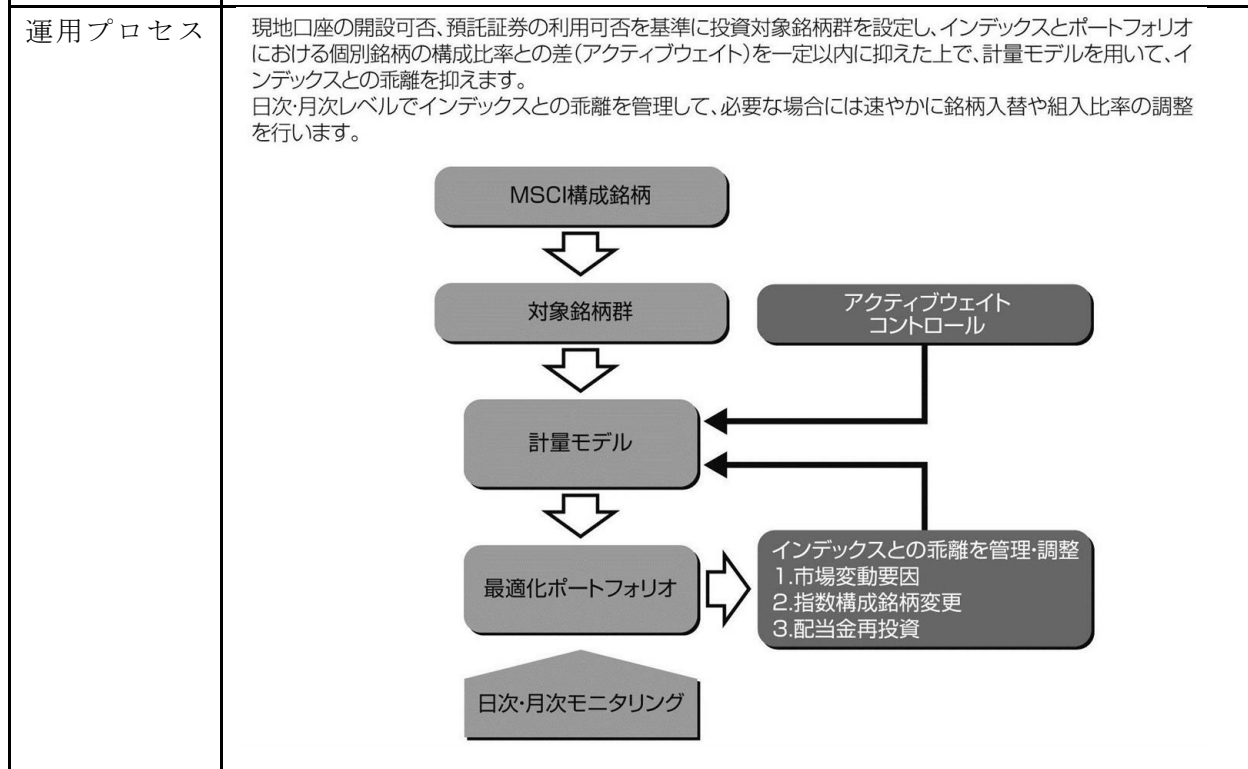 運用プロセス
現地口座の開設可否、預託証券の利用可否を基準に投資対象銘柄群を設定し、インデックスとポートフォリオ
における個別銘柄の構成比率との差(アクティブウェイト)を一定以内に抑えた上で、計量モデルを用いて、イ
ンデックスとの乖離を抑えます。
日次・月次レベルでインデックスとの乖離を管理して、必要な場合には速やかに銘柄入替や組入比率の調整
を行います。
MSCI構成銘柄
対象銘柄群
アクティブウェイト
コントロール
計量モデル
最適化ポートフォリオ
インデックスとの乖離を管理・調整
1.市場変動要因
2.指数構成銘柄変更
3.配当金再投資
日次・月次モニタリング